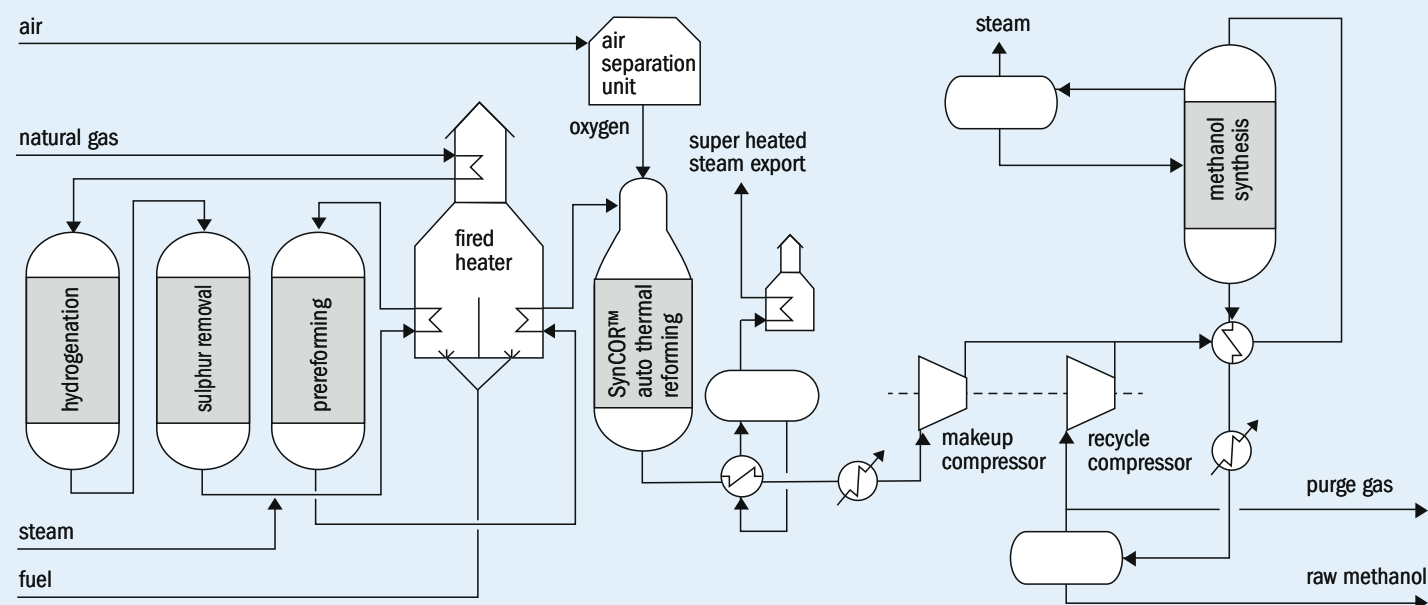 air
air
separation
unit
steam
natural gas
oxygen
super heated
steam export
methanol
synthesis
fired
heater
hydrogenation
sulphur removal
prereforming
SynCOR™
auto thermal
reforming
makeup
compressor
recycle
compressor
purge gas
steam
fuel
raw methanol